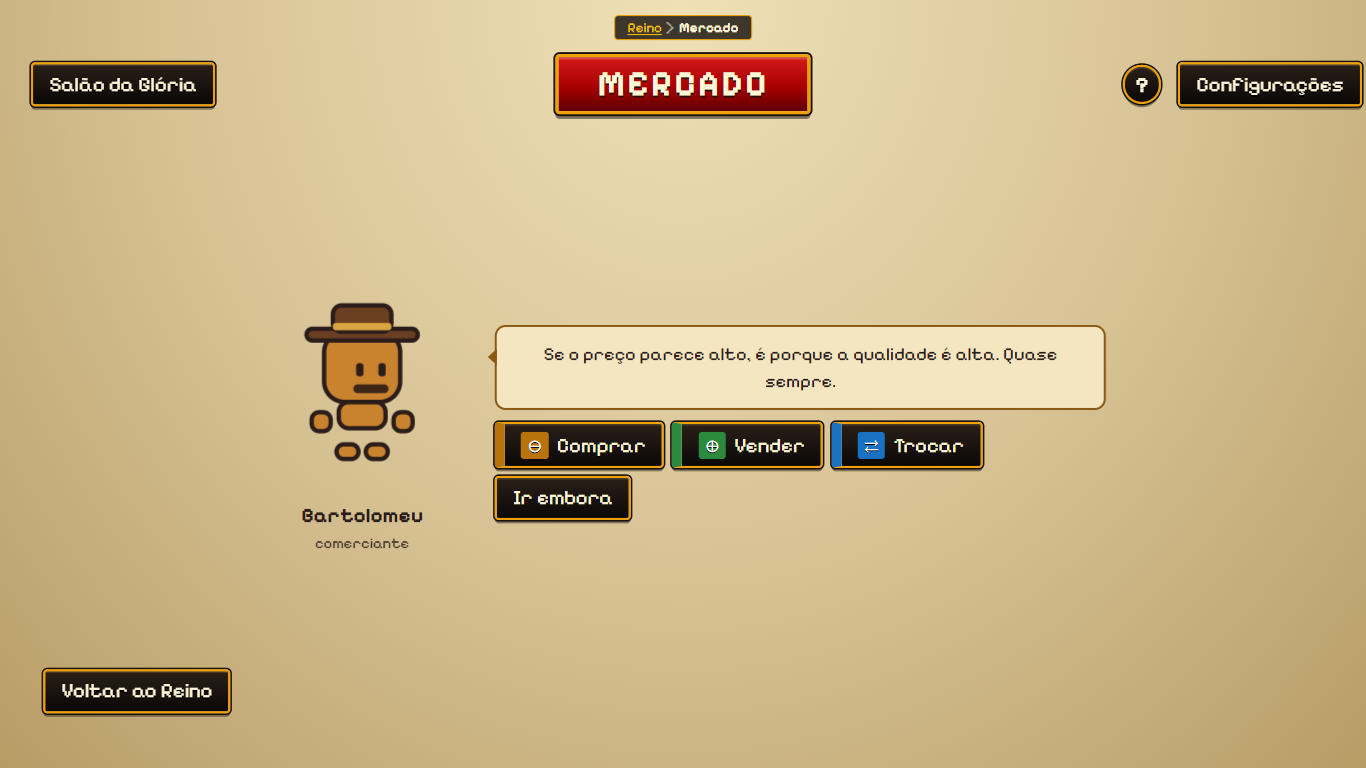 Reino > Mercado
Salão da Glória
MERCADO
?
Configurações
Se o preço parece alto, é porque a qualidade é alta. Quase
sempre.
Comprar
Vender
Trocar
Ir embora
Bartolomeu
comerciante
Voltar ao Reino